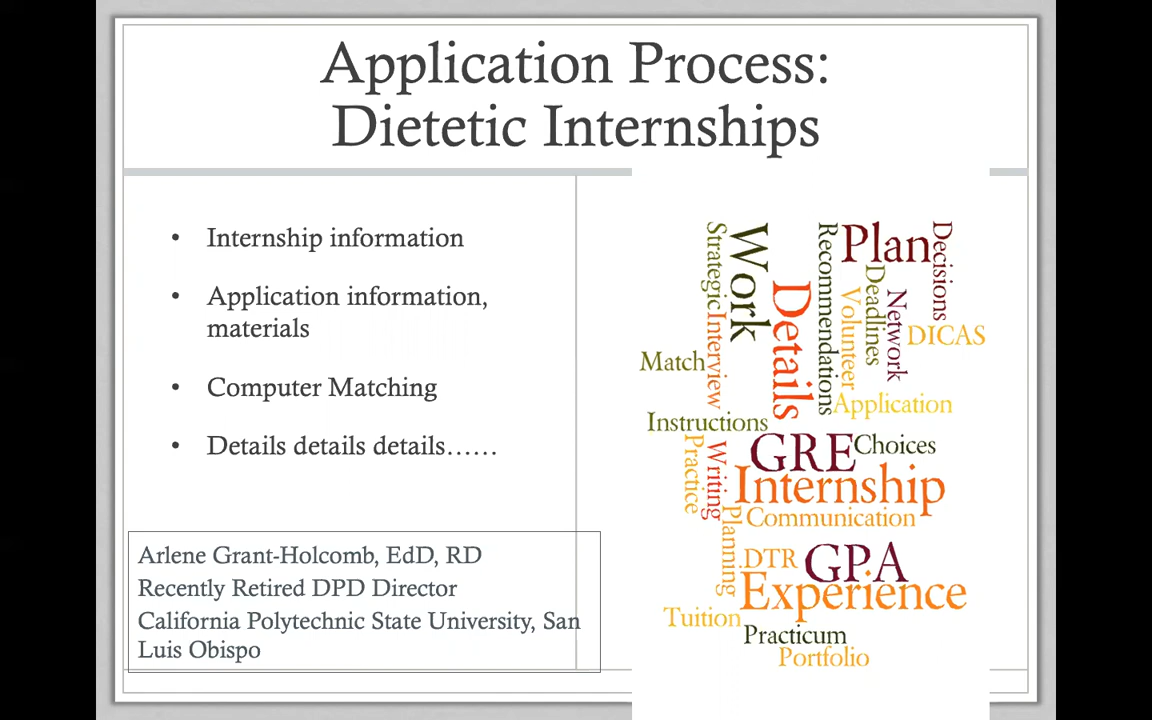 Application Process:
Dietetic Internships
• Internship information
• Application information,
materials
• Computer Matching
• Details details details……
Arlene Grant-Holcomb, EdD, RD
Recently Retired DPD Director
California Polytechnic State University, San
Luis Obispo
Strategic
Work
Details
Recommendations
Plan
Decisions
Volunteer
Deadlines
Network
DICAS
Match
Interview
Application
Instructions
Practice
Writing
GRE
Choices
Internship
Communication
Planning
DTR
GPA
Experience
Tuition
Practicum
Portfolio